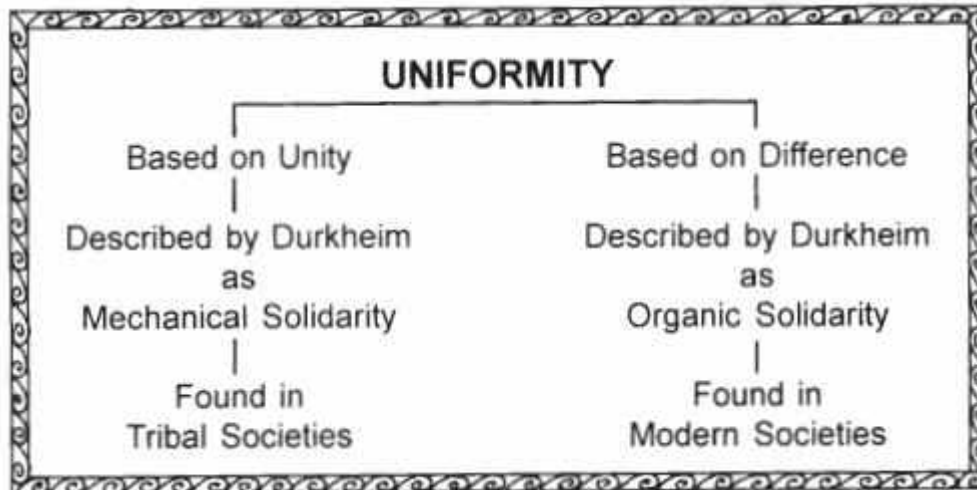 UNIFORMITY
Based on Unity
Described by Durkheim
as
Mechanical Solidarity
Found in
Tribal Societies
Based on Difference
Described by Durkheim
as
Organic Solidarity
Found in
Modern Societies